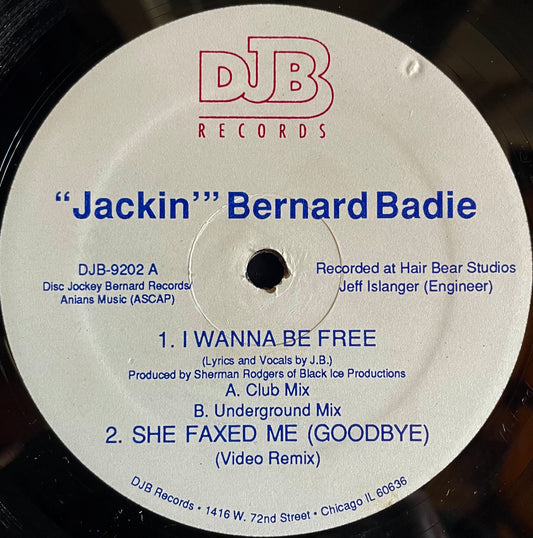 DJB
RECORDS
“Jackin’” Bernard Badie
DJB-9202 A
Disc Jockey Bernard Records/
Anians Music (ASCAP)
Recorded at Hair Bear Studios
Jeff Islanger (Engineer)
1. I WANNA BE FREE
(Lyrics and Vocals by J.B.)
Produced by Sherman Rodgers of Black Ice Productions
A. Club Mix
B. Underground Mix
2. SHE FAXED ME (GOODBYE)
(Video Remix)
DJB Records • 1416 W. 72nd Street • Chicago IL 60636